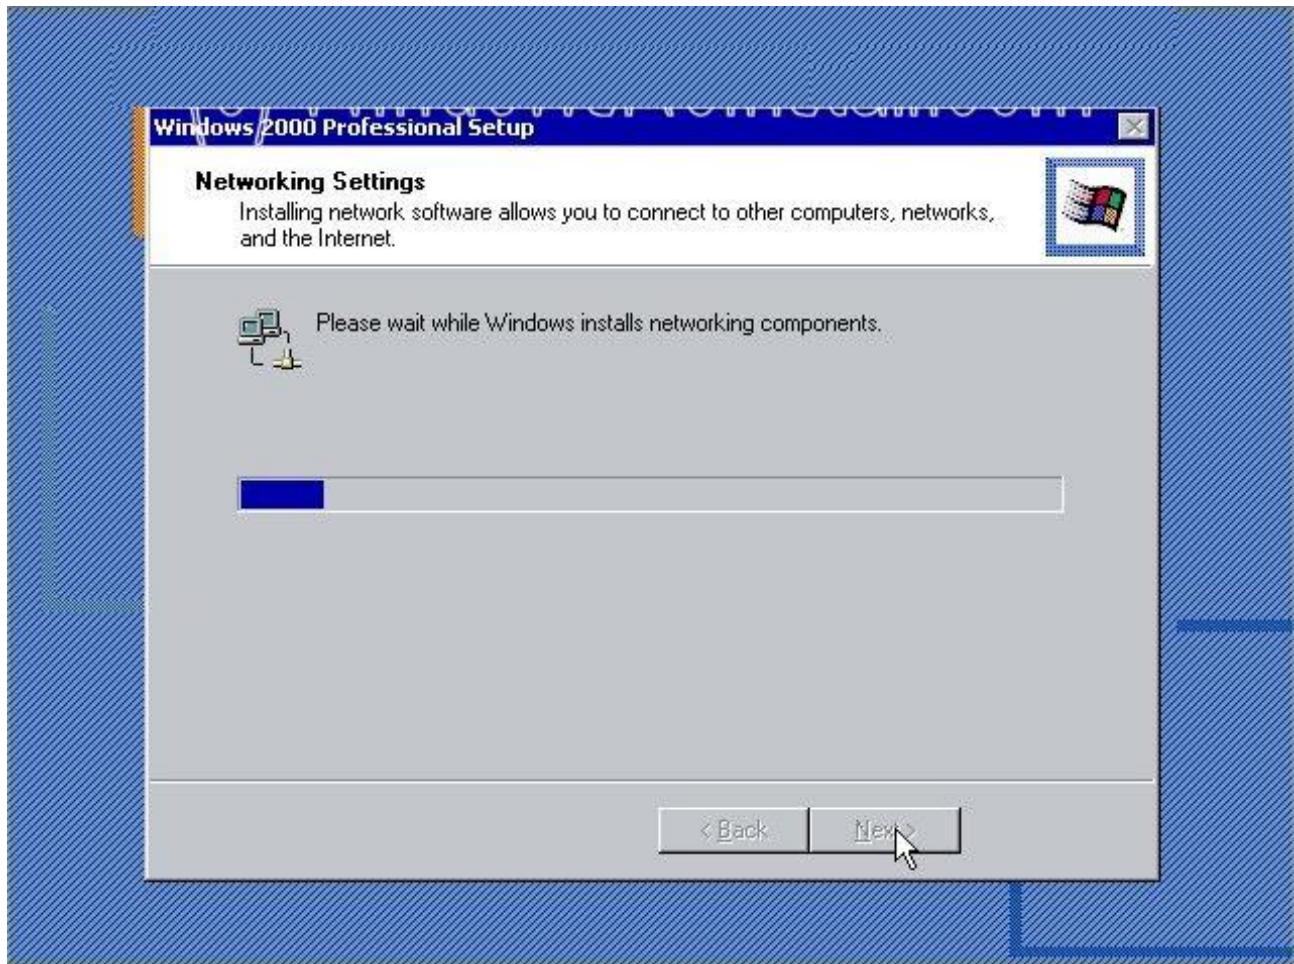 Windows 2000 Professional Setup
Networking Settings
Installing network software allows you to connect to other computers, networks,
and the Internet.
Please wait while Windows installs networking components.
< Back
Next >